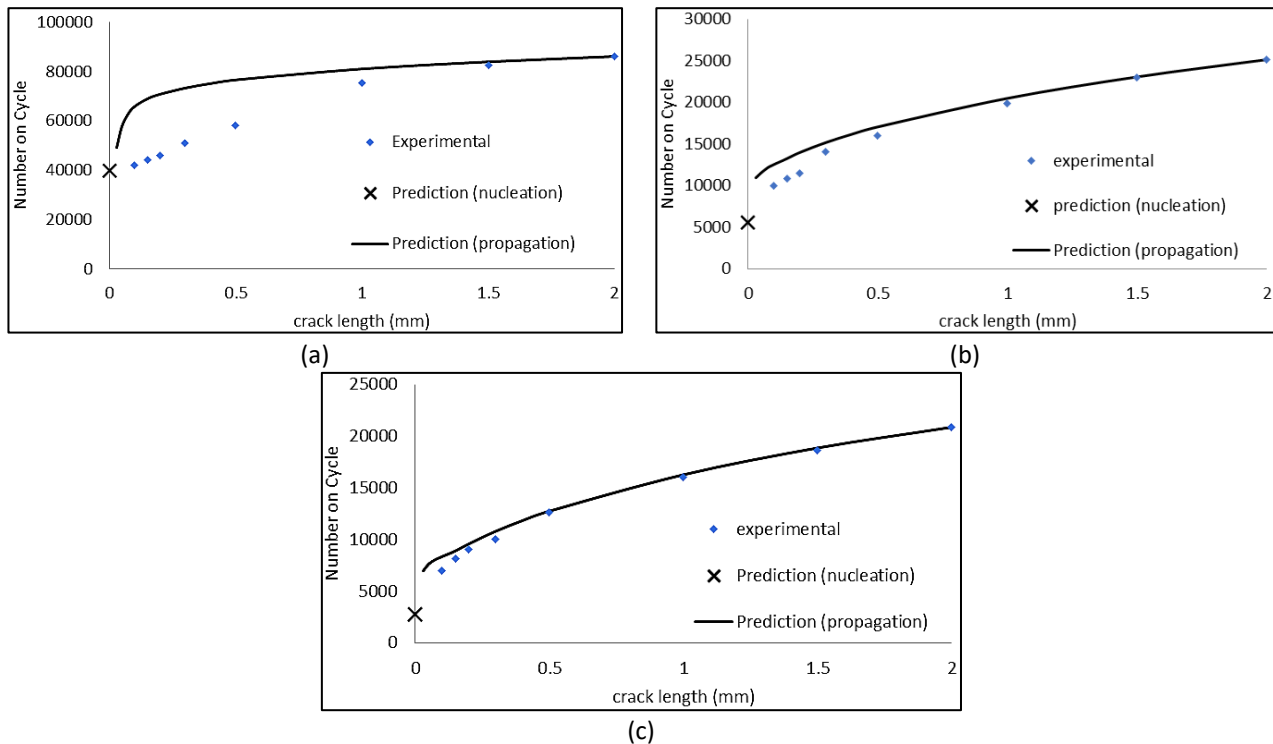 100000
80000
60000
40000
20000
0
Number on Cycle
Experimental
Prediction (nucleation)
Prediction (propagation)
0 0.5 1 1.5 2
crack length (mm)
(a)
30000
25000
20000
15000
10000
5000
0
Number on Cycle
experimental
prediction (nucleation)
Prediction (propagation)
0 0.5 1 1.5 2
crack length (mm)
(b)
25000
20000
15000
10000
5000
0
Number on Cycle
experimental
Prediction (nucleation)
Prediction (propagation)
0 0.5 1 1.5 2
crack length (mm)
(c)